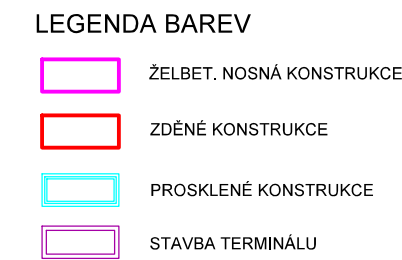 LEGENDA BAREV
ŽELBET. NOSNÁ KONSTRUKCE
ZDĚNÉ KONSTRUKCE
PROSKLENÉ KONSTRUKCE
STAVBA TERMINÁLU